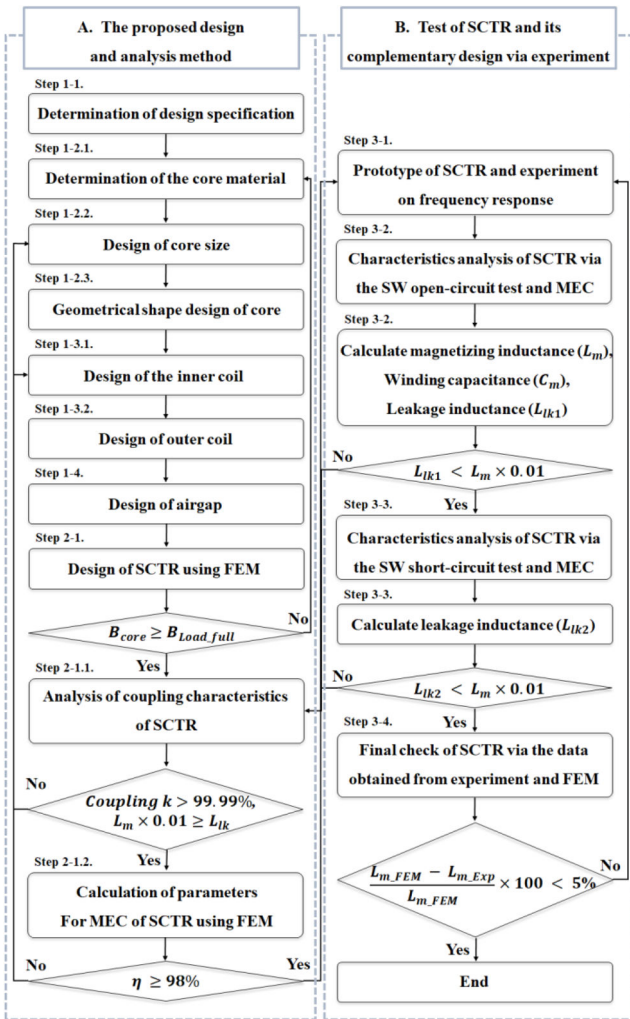 A. The proposed design
and analysis method
Step 1-1.
Determination of design specification
Step 1-2.1.
Determination of the core material
Step 1-2.2.
Design of core size
Step 1-2.3.
Geometrical shape design of core
Step 1-3.1.
Design of the inner coil
Step 1-3.2.
Design of outer coil
Step 1-4.
Design of airgap
Step 2-1.
Design of SCTR using FEM
B_core ≥ B_Load_full
No
Yes
Step 2-1.1.
Analysis of coupling characteristics
of SCTR
No
Coupling k > 99.99%,
L_m × 0.01 ≥ L_lk
Yes
Step 2-1.2.
Calculation of parameters
For MEC of SCTR using FEM
No
η ≥ 98%
Yes
B. Test of SCTR and its
complementary design via experiment
Step 3-1.
Prototype of SCTR and experiment
on frequency response
Step 3-2.
Characteristics analysis of SCTR via
the SW open-circuit test and MEC
Step 3-2.
Calculate magnetizing inductance (L_m),
Winding capacitance (C_m),
Leakage inductance (L_lk1)
No
L_lk1 < L_m × 0.01
Yes
Step 3-3.
Characteristics analysis of SCTR via
the SW short-circuit test and MEC
Step 3-3.
Calculate leakage inductance (L_lk2)
No
L_lk2 < L_m × 0.01
Yes
Step 3-4.
Final check of SCTR via the data
obtained from experiment and FEM
No
L_m_FEM − L_m_Exp
L_m_FEM
× 100 < 5%
Yes
End